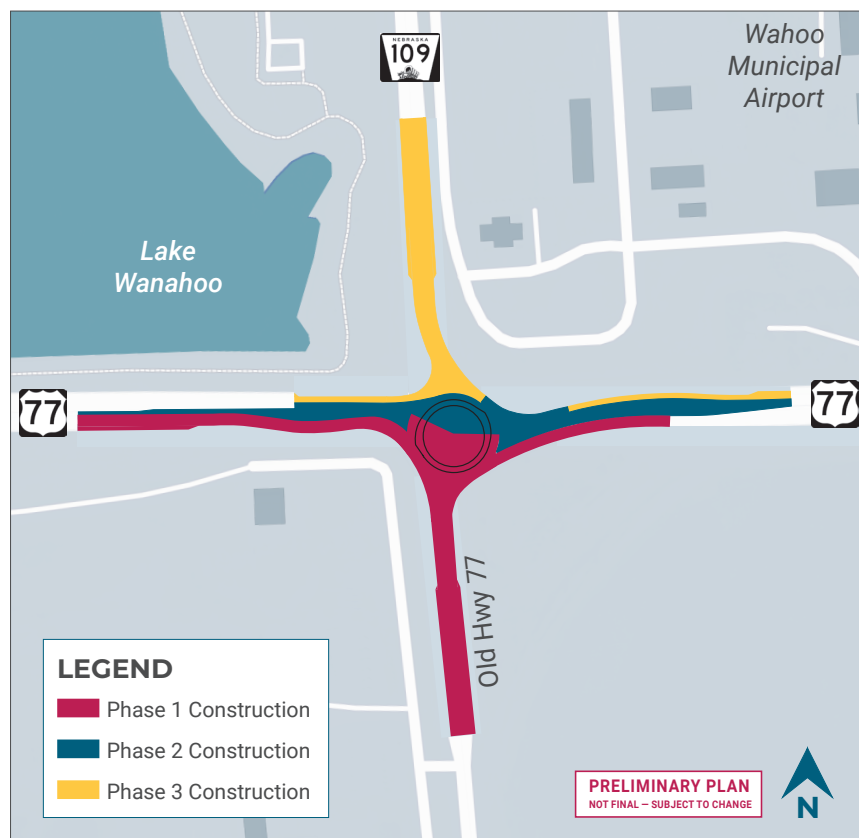 NEBRASKA
109
Wahoo
Municipal
Airport
Lake
Wanahoo
77
77
Old Hwy 77
LEGEND
Phase 1 Construction
Phase 2 Construction
Phase 3 Construction
PRELIMINARY PLAN
NOT FINAL – SUBJECT TO CHANGE
N